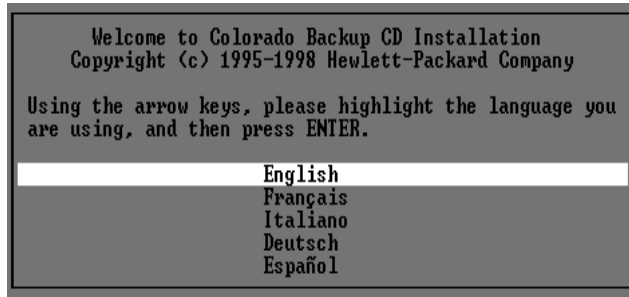 Welcome to Colorado Backup CD Installation
Copyright (c) 1995-1998 Hewlett-Packard Company
Using the arrow keys, please highlight the language you
are using, and then press ENTER.
English
Français
Italiano
Deutsch
Español